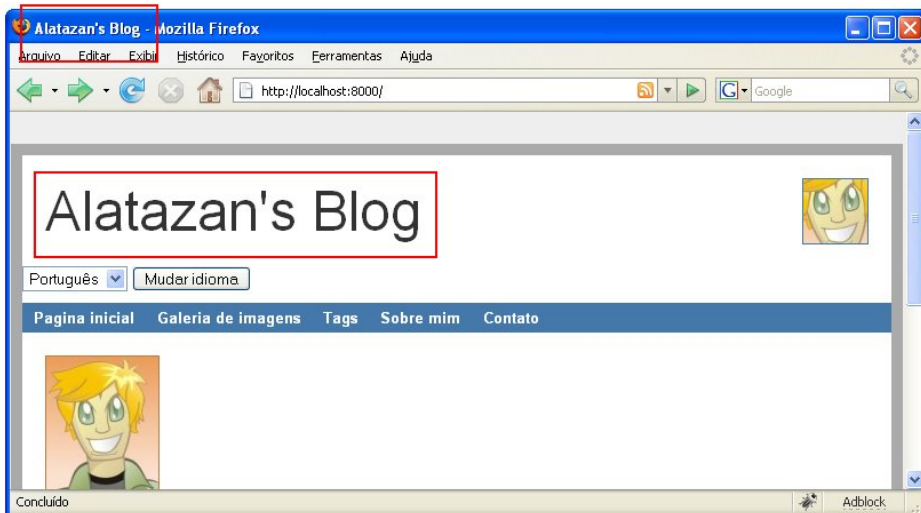 Alatazan's Blog - Mozilla Firefox
Arquivo Editar Exibir Histórico Favoritos Ferramentas Ajuda
http://localhost:8000/ G Google
Alatazan's Blog
Português Mudar idioma
Pagina inicial Galeria de imagens Tags Sobre mim Contato
Concluído Adblock